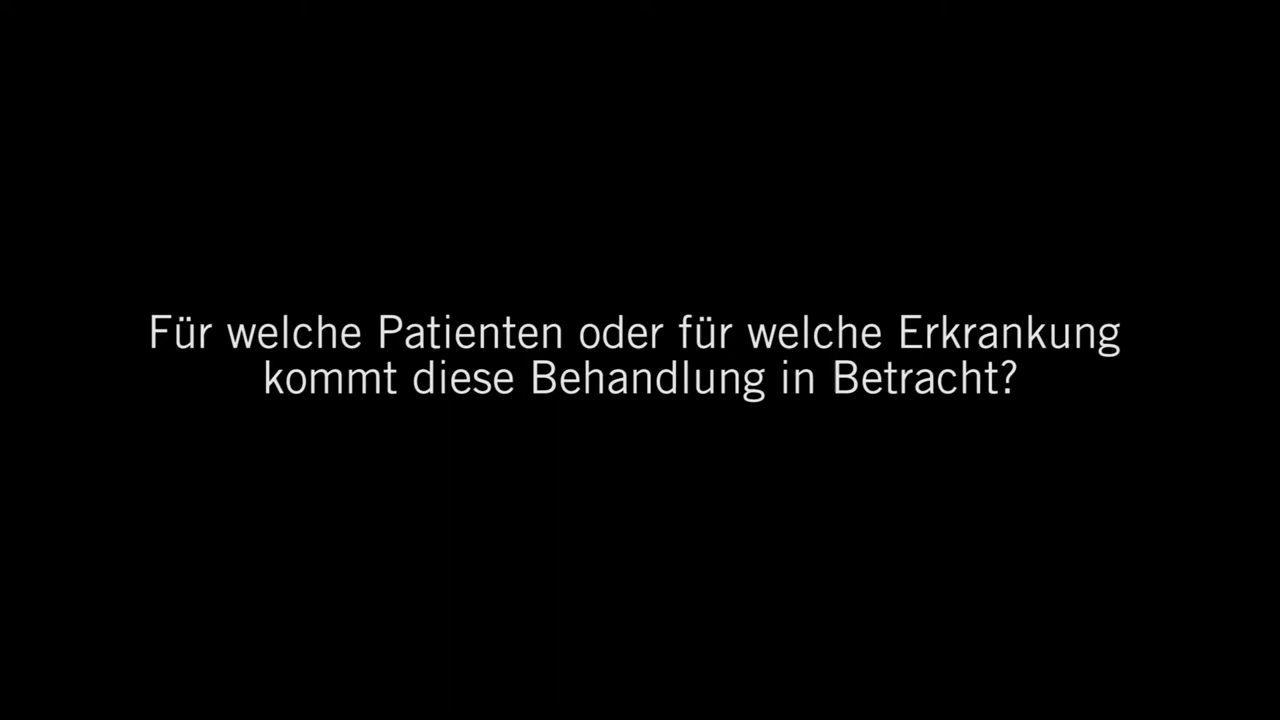 Für welche Patienten oder für welche Erkrankung
kommt diese Behandlung in Betracht?